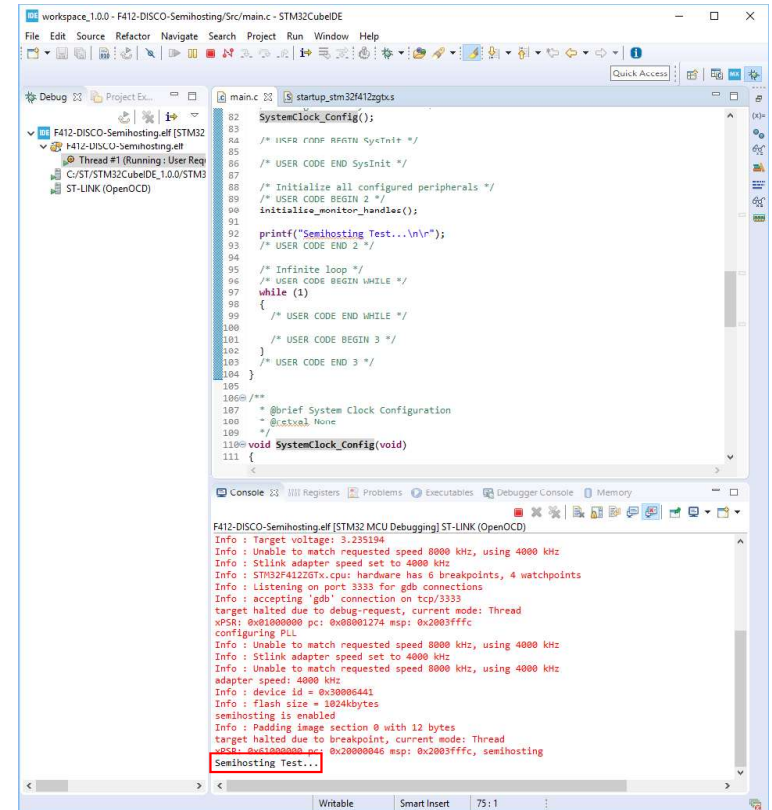 workspace_1.0.0 - F412-DISCO-Semihosting/Src/main.c - STM32CubeIDE
File Edit Source Refactor Navigate Search Project Run Window Help
Quick Access
Debug Project Ex...
F412-DISCO-Semihosting.elf [STM32
F412-DISCO-Semihosting.elf
Thread #1 (Running : User Requ
C:/ST/STM32CubeIDE_1.0.0/STM3
ST-LINK (OpenOCD)
main.c startup_stm32f412zgtx.s
82 SystemClock_Config();
83
84 /* USER CODE BEGIN SysInit */
85
86 /* USER CODE END SysInit */
87
88 /* Initialize all configured peripherals */
89 /* USER CODE BEGIN 2 */
90 initialise_monitor_handles();
91
92 printf("Semihosting Test...\n\r");
93 /* USER CODE END 2 */
94
95 /* Infinite loop */
96 /* USER CODE BEGIN WHILE */
97 while (1)
98 {
99 /* USER CODE END WHILE */
100
101 /* USER CODE BEGIN 3 */
102 }
103 /* USER CODE END 3 */
104 }
105
106 /**
107 * @brief System Clock Configuration
108 * @retval None
109 */
110 void SystemClock_Config(void)
111 {
Console Registers Problems Executables Debugger Console Memory
F412-DISCO-Semihosting.elf [STM32 MCU Debugging] ST-LINK (OpenOCD)
Info : Target voltage: 3.235194
Info : Unable to match requested speed 8000 kHz, using 4000 kHz
Info : Stlink adapter speed set to 4000 kHz
Info : STM32F412ZGTx.cpu: hardware has 6 breakpoints, 4 watchpoints
Info : Listening on port 3333 for gdb connections
Info : accepting 'gdb' connection on tcp/3333
target halted due to debug-request, current mode: Thread
xPSR: 0x01000000 pc: 0x08001274 msp: 0x2003fffc
configuring PLL
Info : Unable to match requested speed 8000 kHz, using 4000 kHz
Info : Stlink adapter speed set to 4000 kHz
Info : Unable to match requested speed 8000 kHz, using 4000 kHz
adapter speed: 4000 kHz
Info : device id = 0x30006441
Info : flash size = 1024kbytes
semihosting is enabled
Info : Padding image section 0 with 12 bytes
target halted due to breakpoint, current mode: Thread
xPSR: 0x61000000 pc: 0x20000046 msp: 0x2003fffc, semihosting
Semihosting Test...
Writable Smart Insert 75 : 1